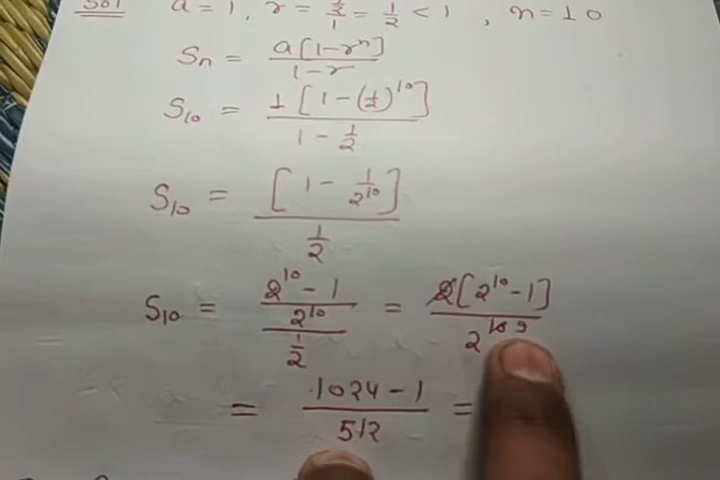 Sol a = 1, r = (1/2)/1 = 1/2 < 1 , n = 10
Sn = a[1-rⁿ] / 1-r
S10 = 1[1-(1/2)^10] / 1 - 1/2
S10 = [1 - 1/2^10] / 1/2
S10 = (2^10 - 1 / 2^10) / 1/2 = 2[2^10-1] / 2^10 9
= 1024-1 / 512 =